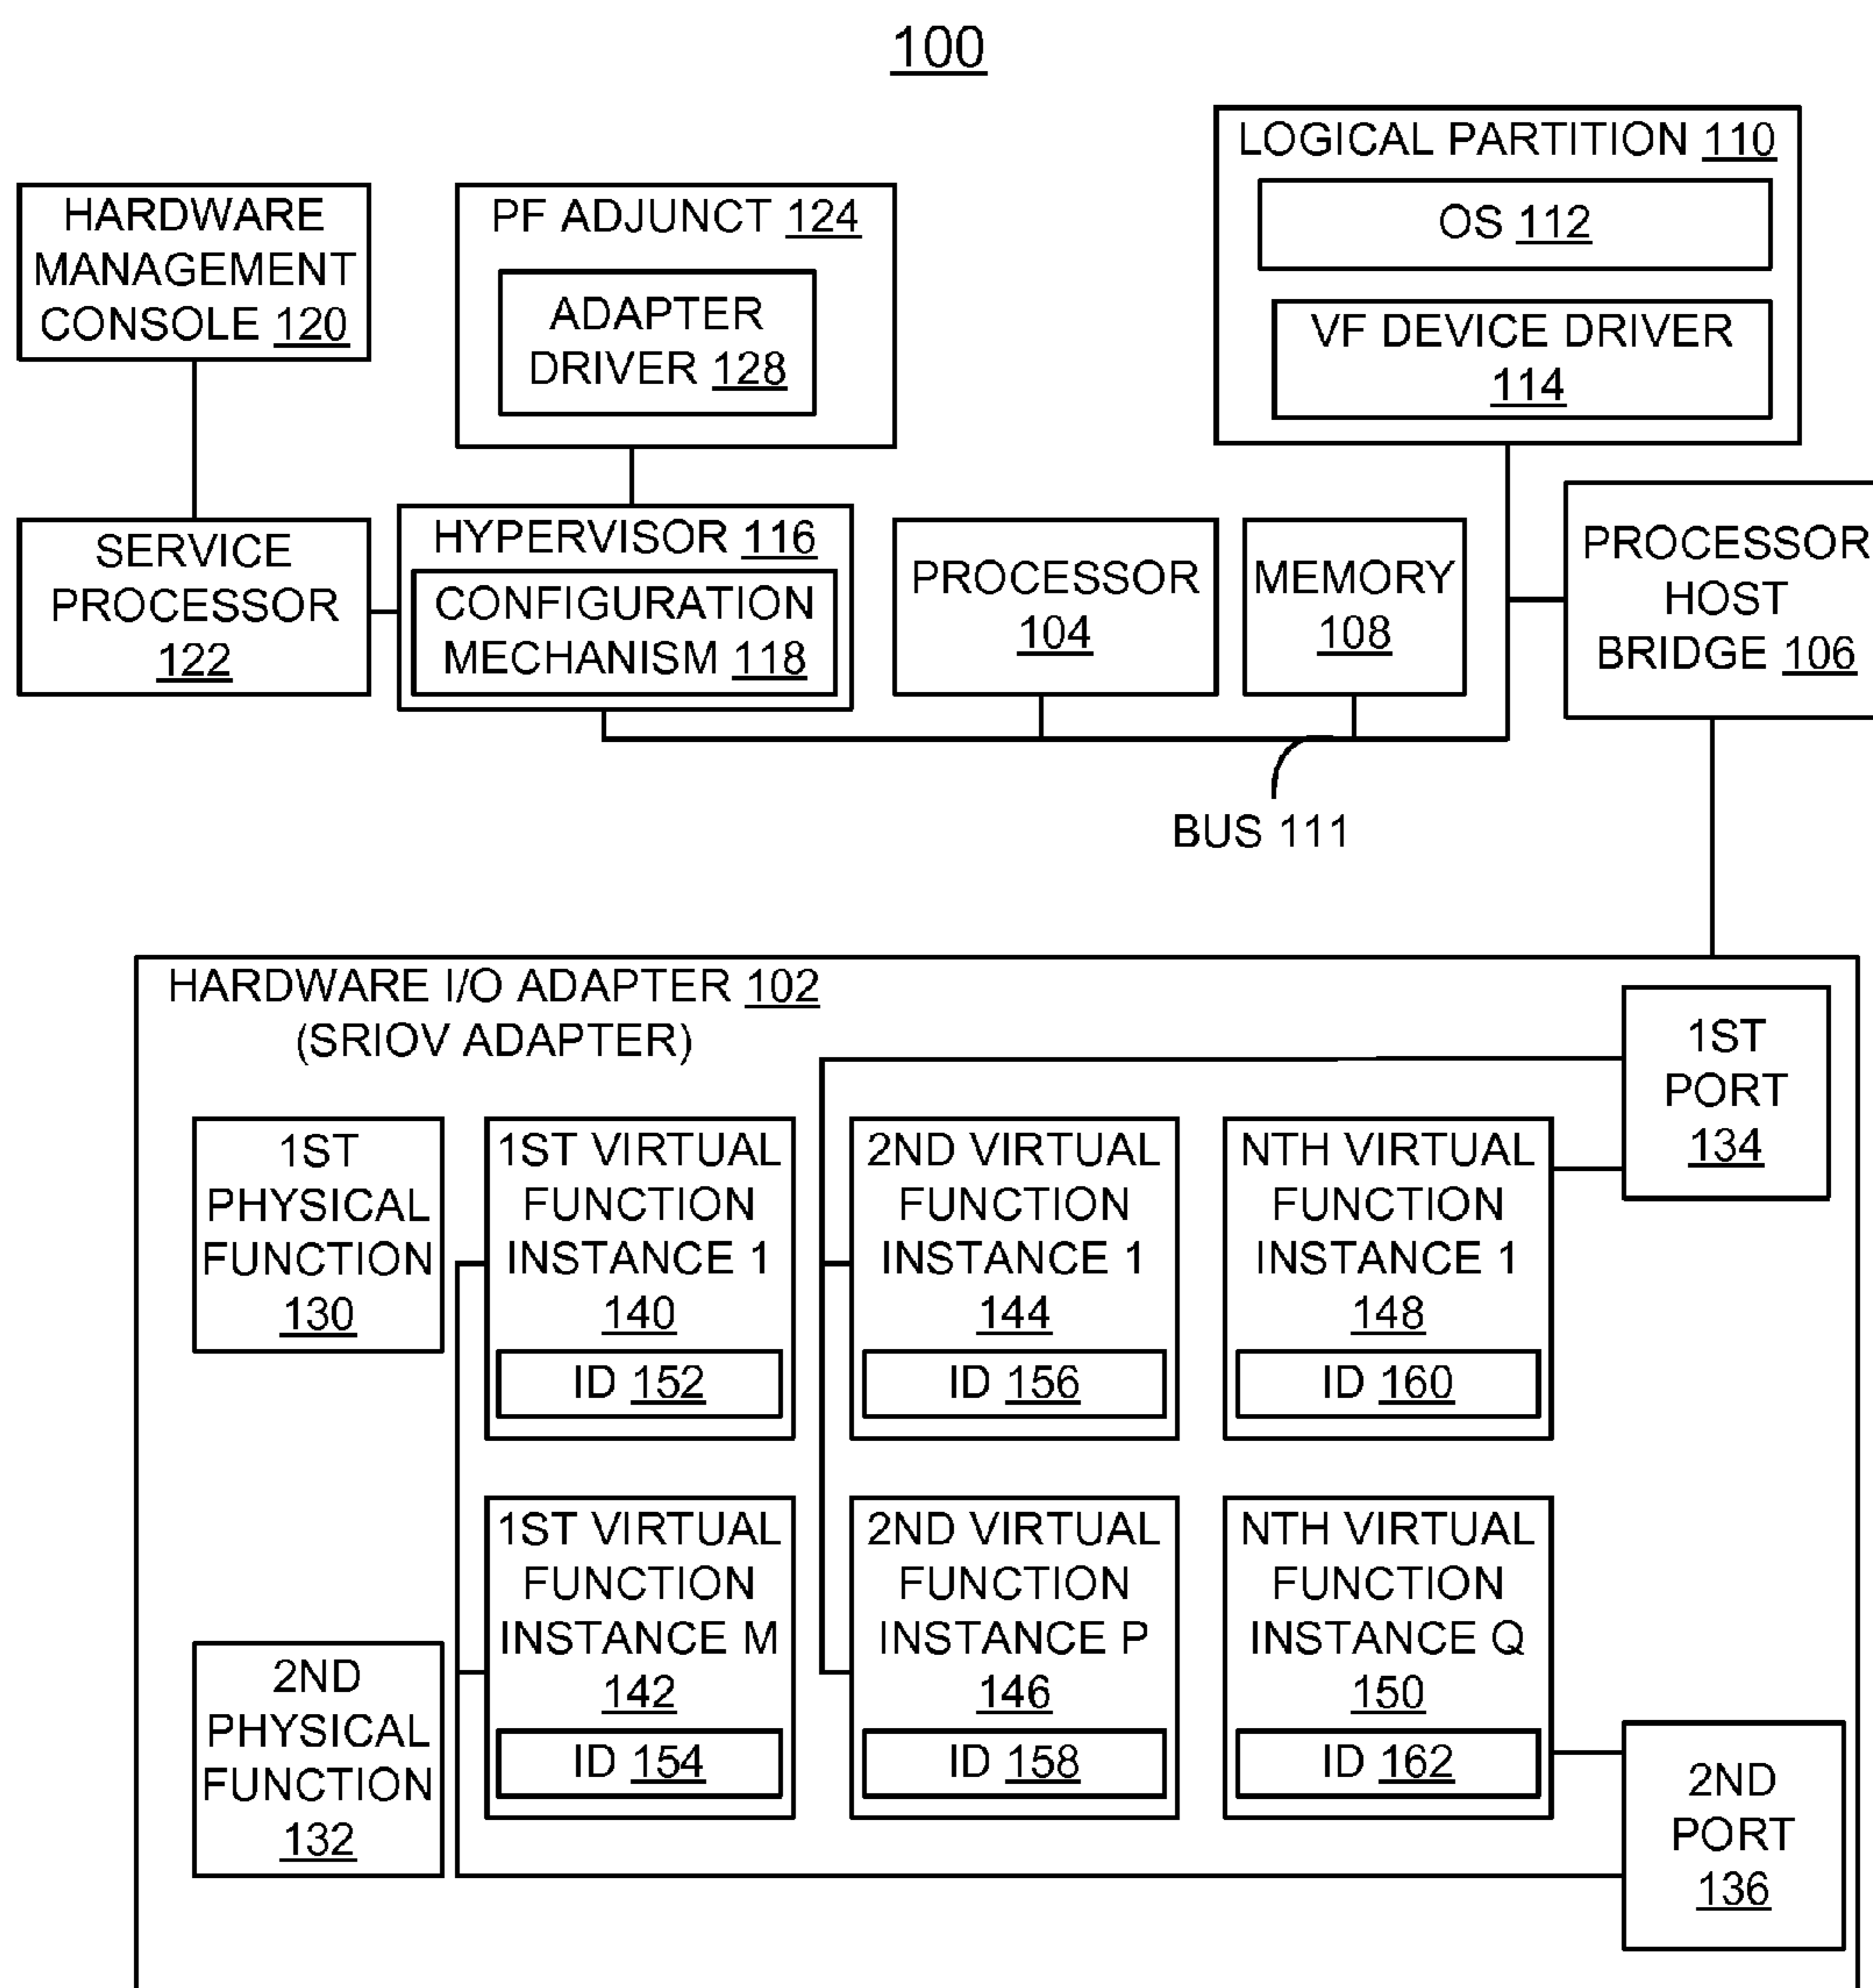 100
HARDWARE
MANAGEMENT
CONSOLE 120
PF ADJUNCT 124
ADAPTER
DRIVER 128
LOGICAL PARTITION 110
OS 112
VF DEVICE DRIVER
114
SERVICE
PROCESSOR
122
HYPERVISOR 116
CONFIGURATION
MECHANISM 118
PROCESSOR
104
MEMORY
108
PROCESSOR
HOST
BRIDGE 106
BUS 111
HARDWARE I/O ADAPTER 102
(SRIOV ADAPTER)
1ST
PORT
134
1ST
PHYSICAL
FUNCTION
130
1ST VIRTUAL
FUNCTION
INSTANCE 1
140
ID 152
2ND VIRTUAL
FUNCTION
INSTANCE 1
144
ID 156
NTH VIRTUAL
FUNCTION
INSTANCE 1
148
ID 160
2ND
PHYSICAL
FUNCTION
132
1ST VIRTUAL
FUNCTION
INSTANCE M
142
ID 154
2ND VIRTUAL
FUNCTION
INSTANCE P
146
ID 158
NTH VIRTUAL
FUNCTION
INSTANCE Q
150
ID 162
2ND
PORT
136